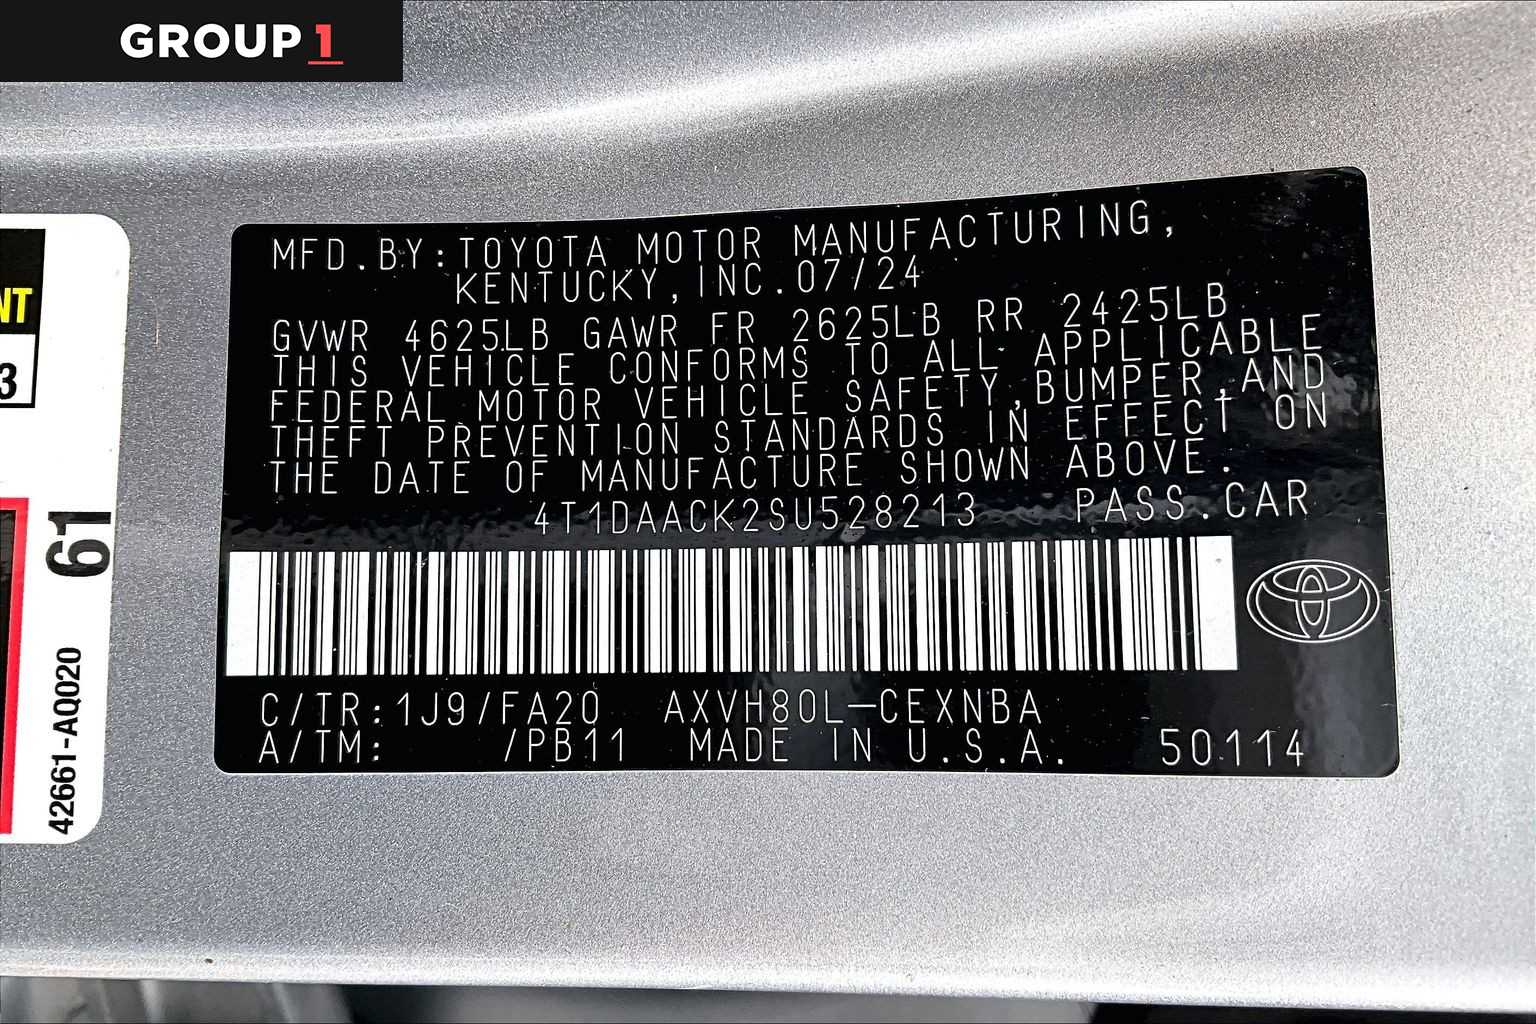 GROUP 1
NT
3
61
42661-AQ020
MFD.BY:TOYOTA MOTOR MANUFACTURING,
KENTUCKY,INC.07/24
GVWR 4625LB GAWR FR 2625LB RR 2425LB
THIS VEHICLE CONFORMS TO ALL APPLICABLE
FEDERAL MOTOR VEHICLE SAFETY,BUMPER,AND
THEFT PREVENTION STANDARDS IN EFFECT ON
THE DATE OF MANUFACTURE SHOWN ABOVE.
4T1DAACK2SU528213 PASS.CAR
C/TR:1J9/FA20 AXVH80L-CEXNBA
A/TM: /PB11 MADE IN U.S.A. 50114